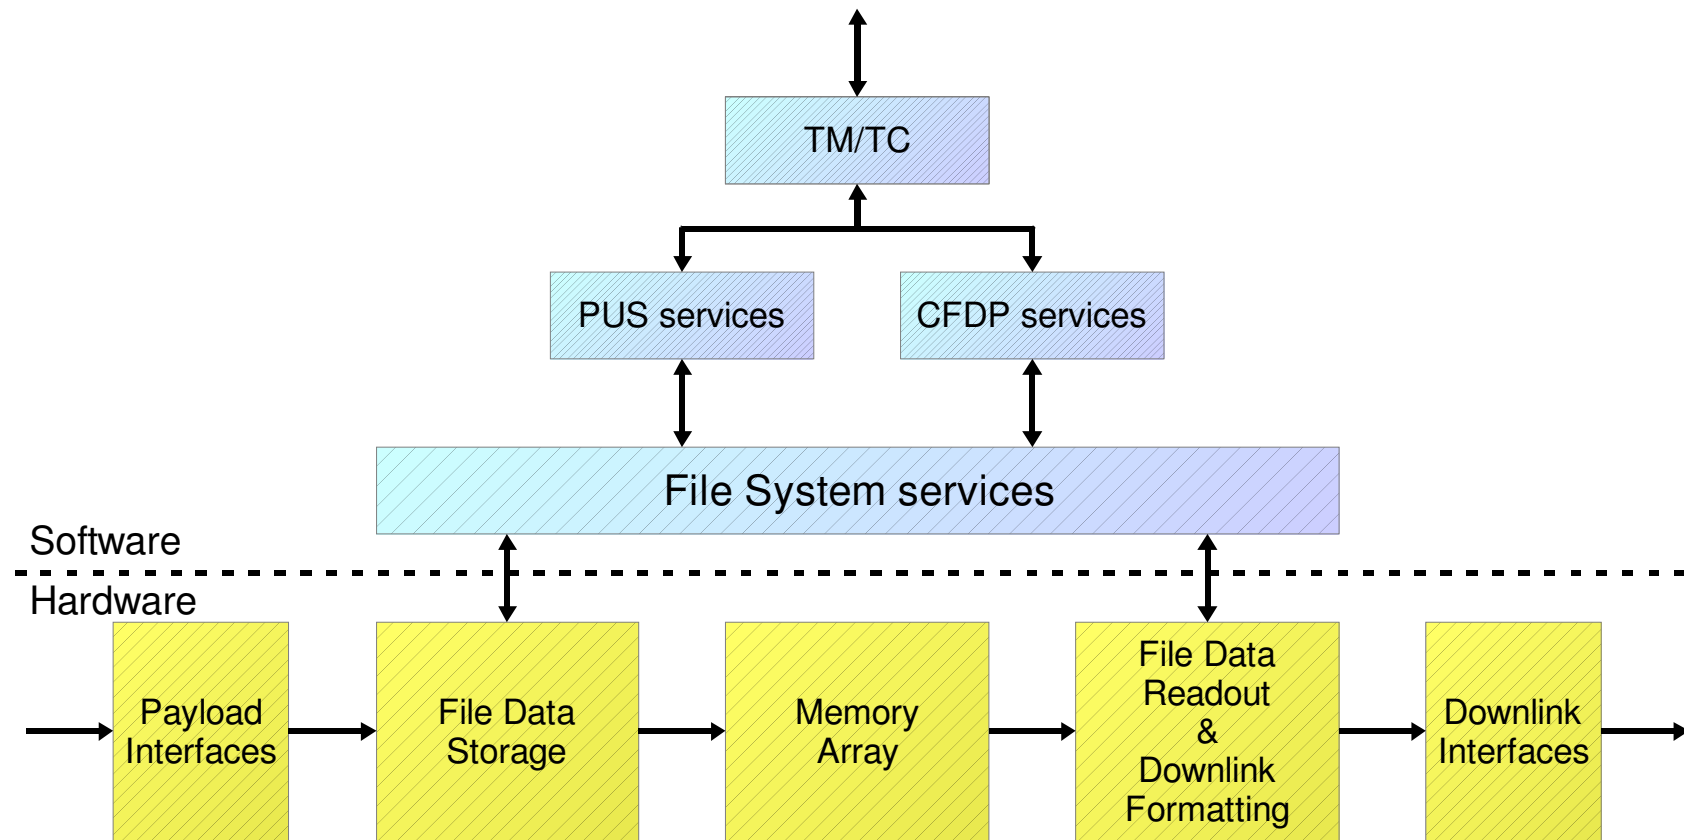 TM/TC
PUS services
CFDP services
File System services
Software
Hardware
Payload
Interfaces
File Data
Storage
Memory
Array
File Data
Readout
&
Downlink
Formatting
Downlink
Interfaces